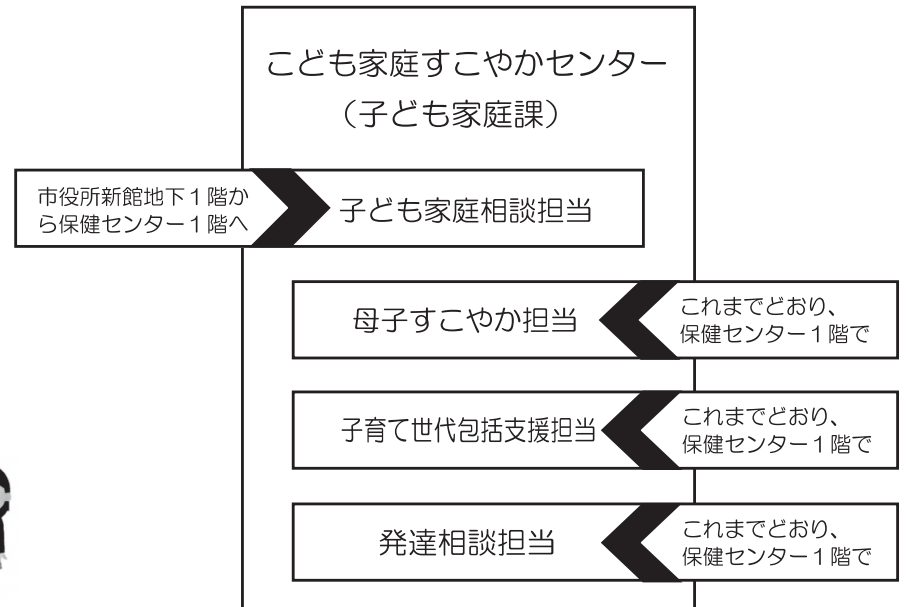 こども家庭すこやかセンター
（子ども家庭課）
市役所新館地下１階か
ら保健センター１階へ
子ども家庭相談担当
母子すこやか担当
これまでどおり、
保健センター１階で
子育て世代包括支援担当
これまでどおり、
保健センター１階で
発達相談担当
これまでどおり、
保健センター１階で